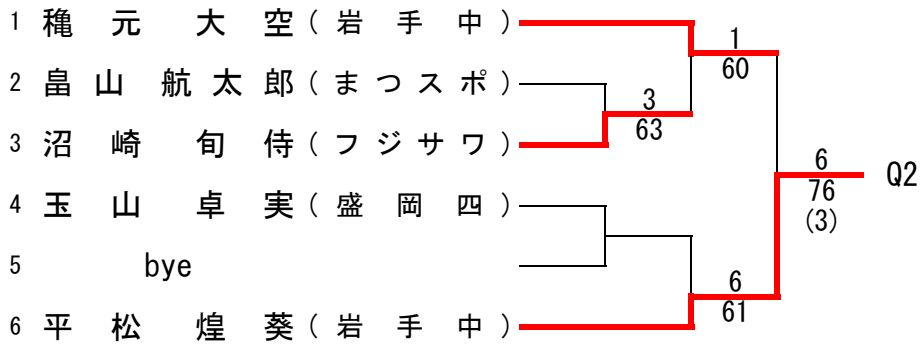 1 穐元 大空(岩手中)
1
60
2 畠山 航太郎(まつスポ)
3
63
3 沼崎 旬侍(フジサワ)
6
76
(3)
Q2
4 玉山 卓実(盛岡四)
5 bye
6
61
6 平松 煌葵(岩手中)